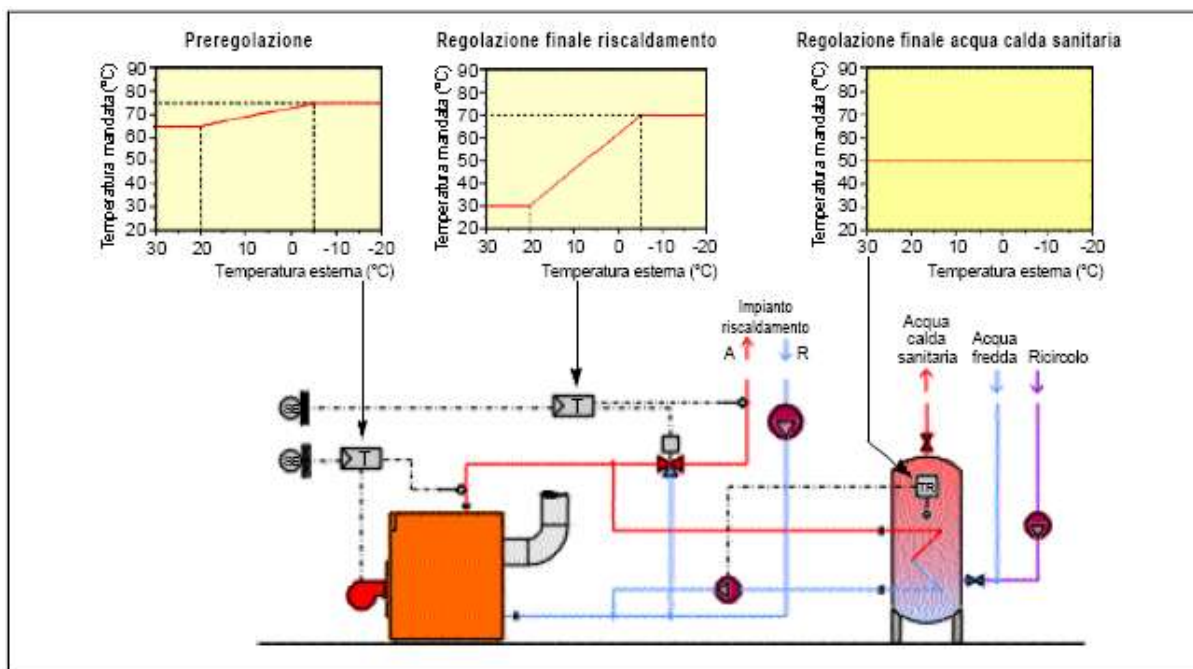 Preregolazione
Regolazione finale riscaldamento
Regolazione finale acqua calda sanitaria
Temperatura mandata (°C)
90
80
70
60
50
40
30
20
30 20 10 0 -10 -20
Temperatura esterna (°C)
Temperatura mandata (°C)
90
80
70
60
50
40
30
20
30 20 10 0 -10 -20
Temperatura esterna (°C)
Temperatura mandata (°C)
90
80
70
60
50
40
30
20
30 20 10 0 -10 -20
Temperatura esterna (°C)
Impianto
riscaldamento
A R
Acqua
calda
sanitaria
Acqua
fredda
Ricircolo
T
T
TR